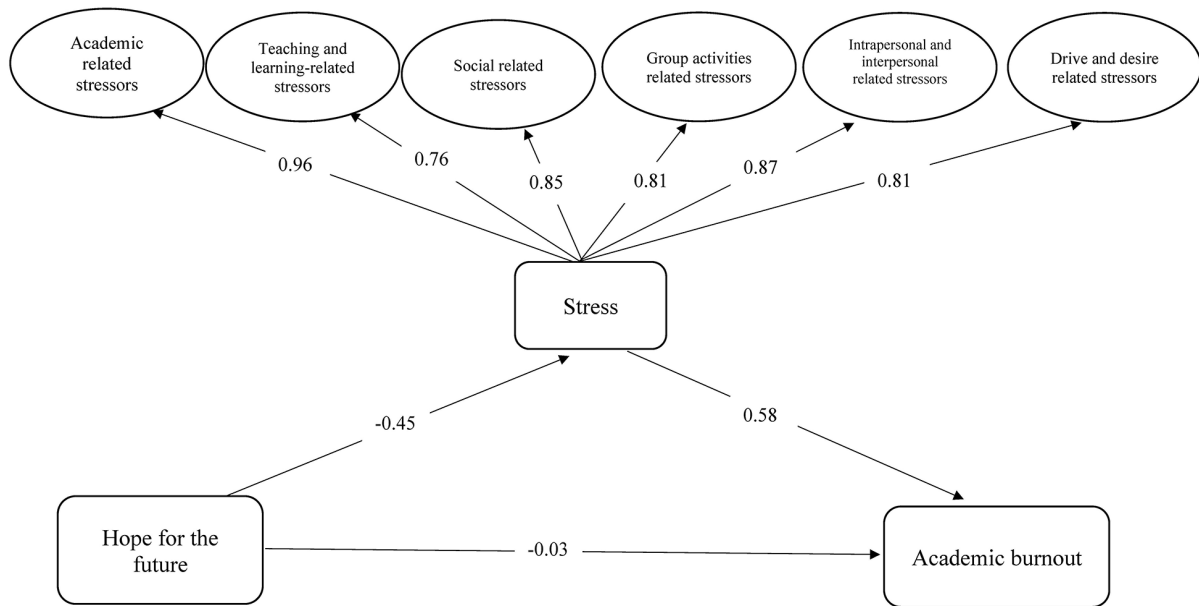 Academic
related
stressors
Teaching and
learning-related
stressors
Social related
stressors
Group activities
related stressors
Intrapersonal and
interpersonal
related stressors
Drive and desire
related stressors
0.96
0.76
0.85
0.81
0.87
0.81
Stress
-0.45
0.58
Hope for the
future
-0.03
Academic burnout